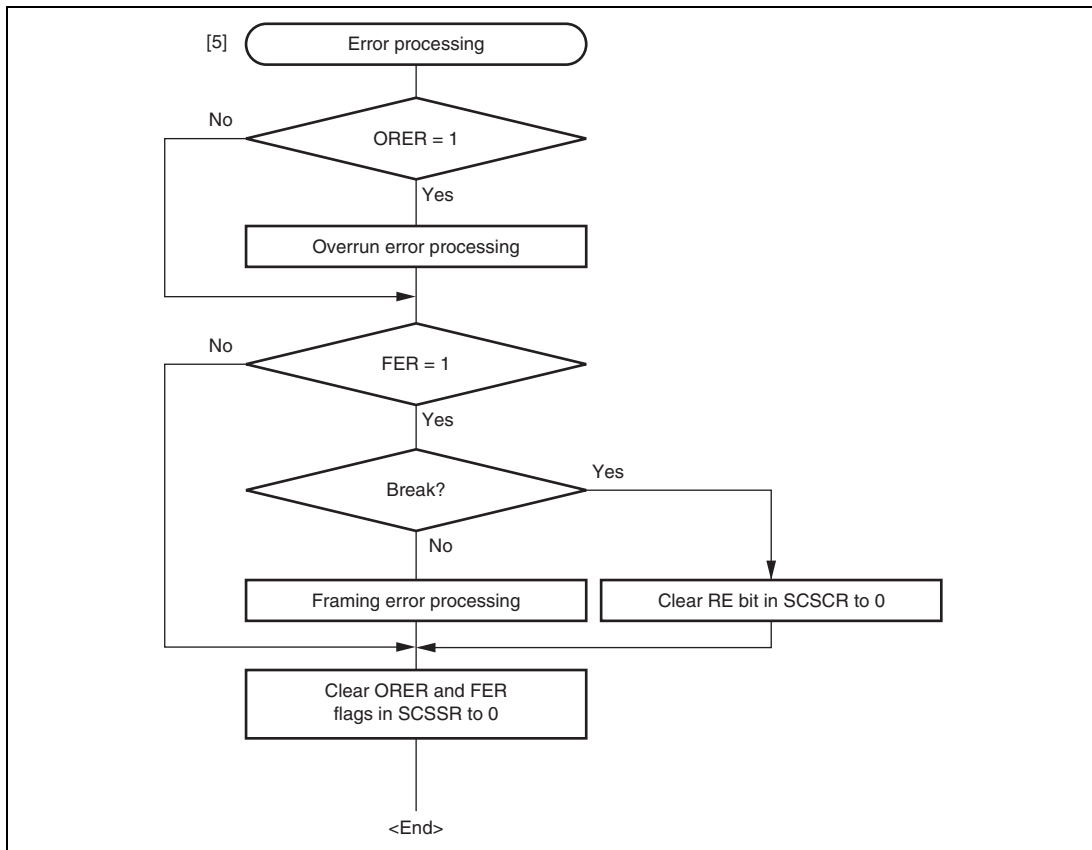 [5]
Error processing
No
ORER = 1
Yes
Overrun error processing
No
FER = 1
Yes
Yes
Break?
No
Framing error processing
Clear RE bit in SCSCR to 0
Clear ORER and FER
flags in SCSSR to 0
<End>